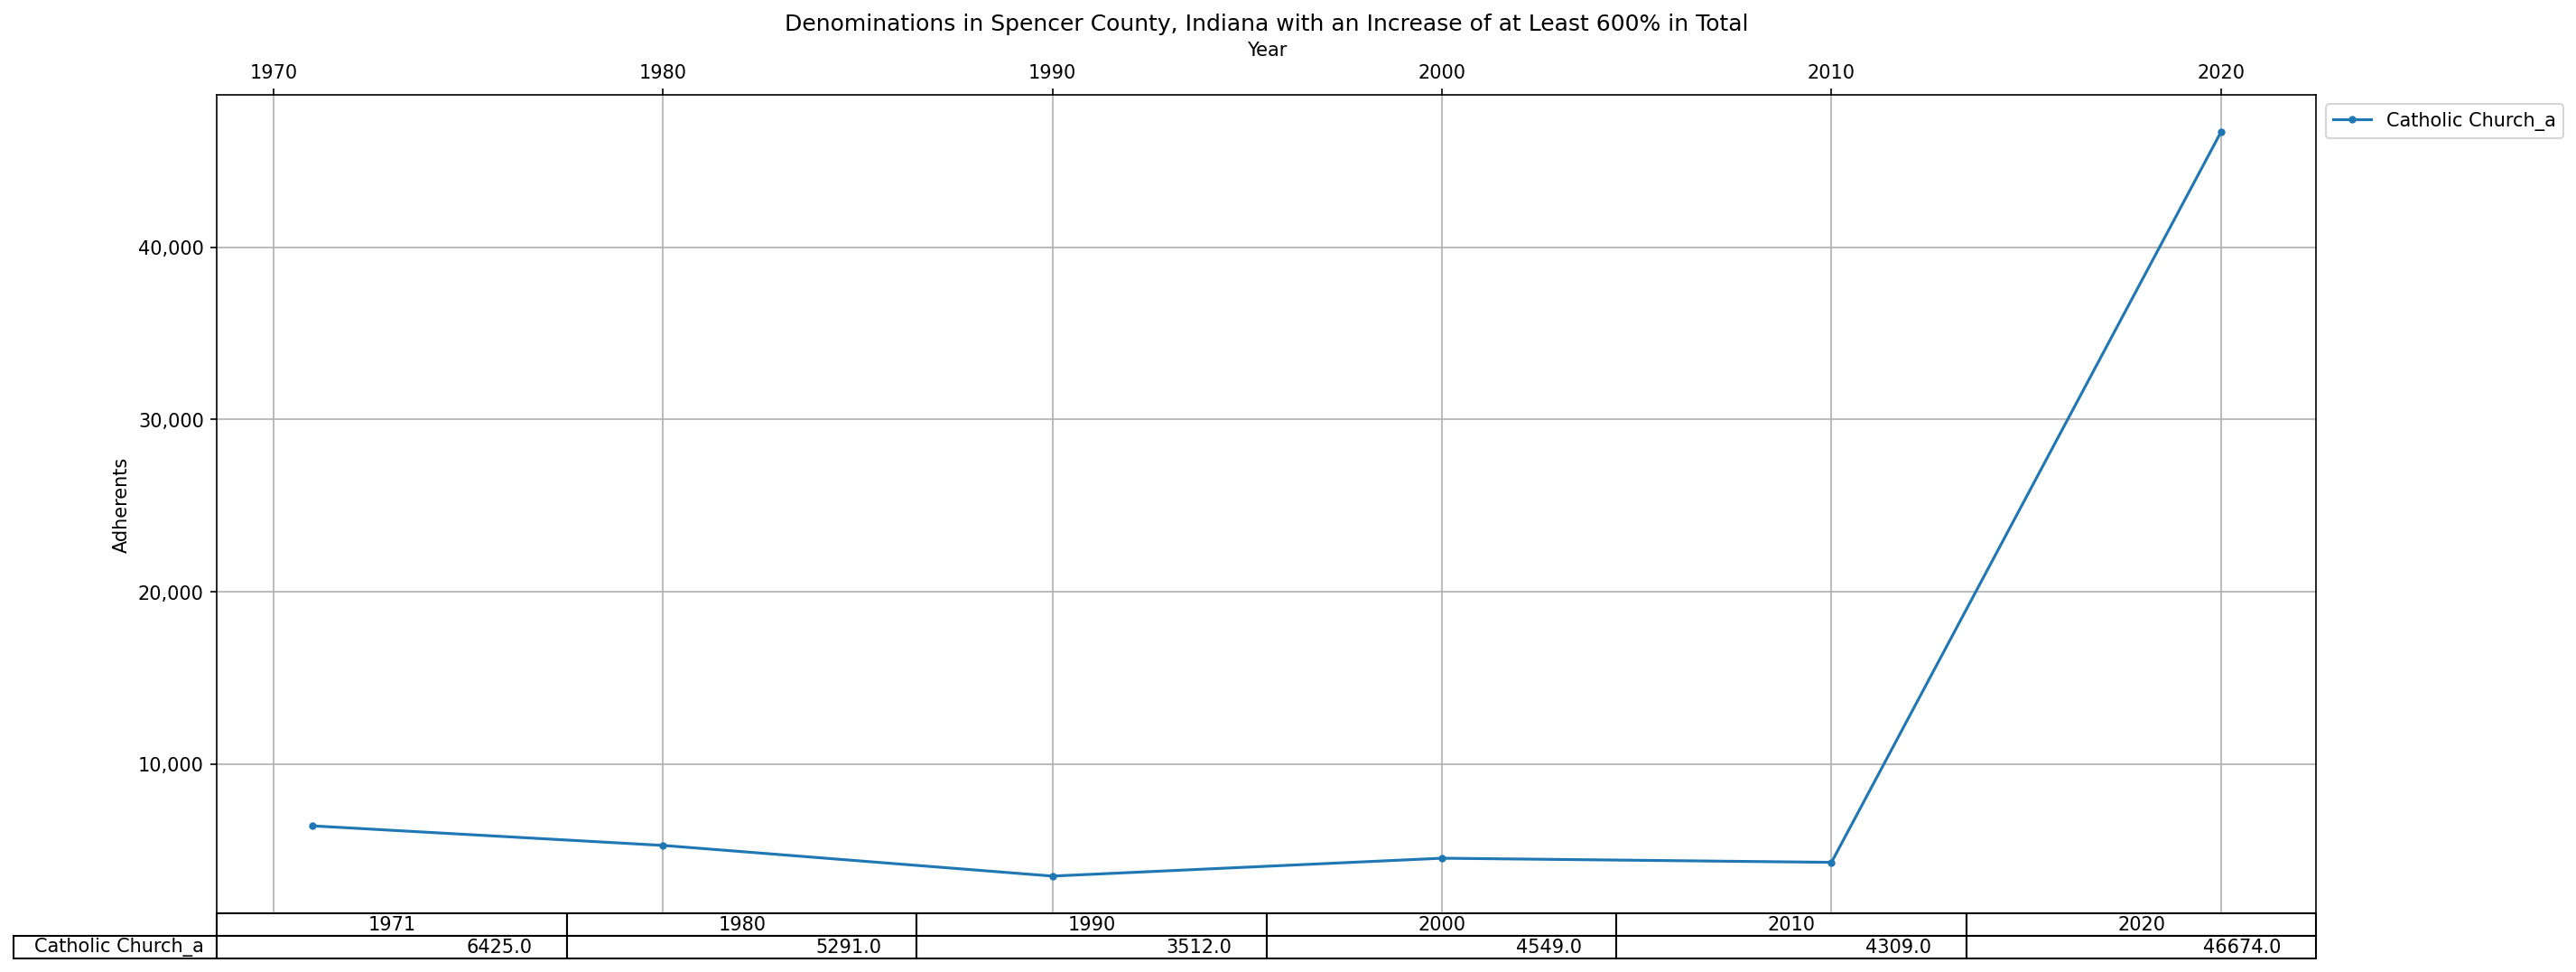 Denominations in Spencer County, Indiana with an Increase of at Least 600% in Total
Year
1970 1980 1990 2000 2010 2020
Catholic Church_a
40,000
30,000
20,000
10,000
Adherents
1971 1980 1990 2000 2010 2020
Catholic Church_a 6425.0 5291.0 3512.0 4549.0 4309.0 46674.0